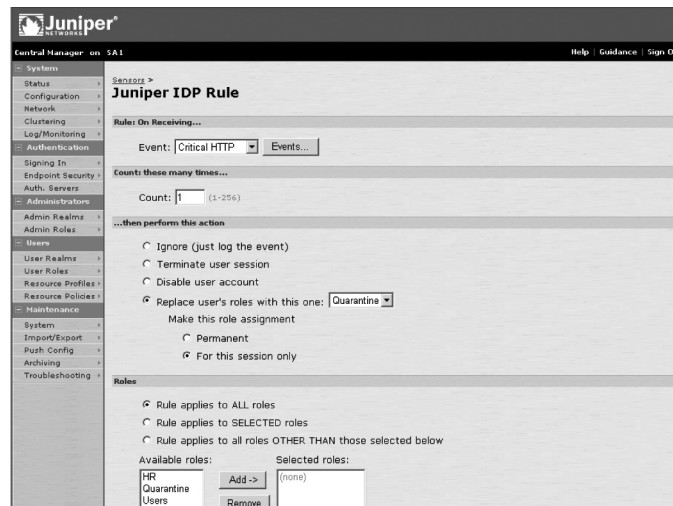 Juniper®
NETWORKS
Central Manager on SA1
Help | Guidance | Sign O
System
Status
Configuration
Network
Clustering
Log/Monitoring
Authentication
Signing In
Endpoint Security
Auth. Servers
Administrators
Admin Realms
Admin Roles
Users
User Realms
User Roles
Resource Profiles
Resource Policies
Maintenance
System
Import/Export
Push Config
Archiving
Troubleshooting
Sensors >
Juniper IDP Rule
Rule: On Receiving...
Event: Critical HTTP Events...
Count: these many times...
Count: 1 (1-256)
...then perform this action
Ignore (just log the event)
Terminate user session
Disable user account
Replace user's roles with this one: Quarantine
Make this role assignment
Permanent
For this session only
Roles
Rule applies to ALL roles
Rule applies to SELECTED roles
Rule applies to all roles OTHER THAN those selected below
Available roles: Selected roles:
HR
Quarantine
Users
Add ->
Remove
(none)